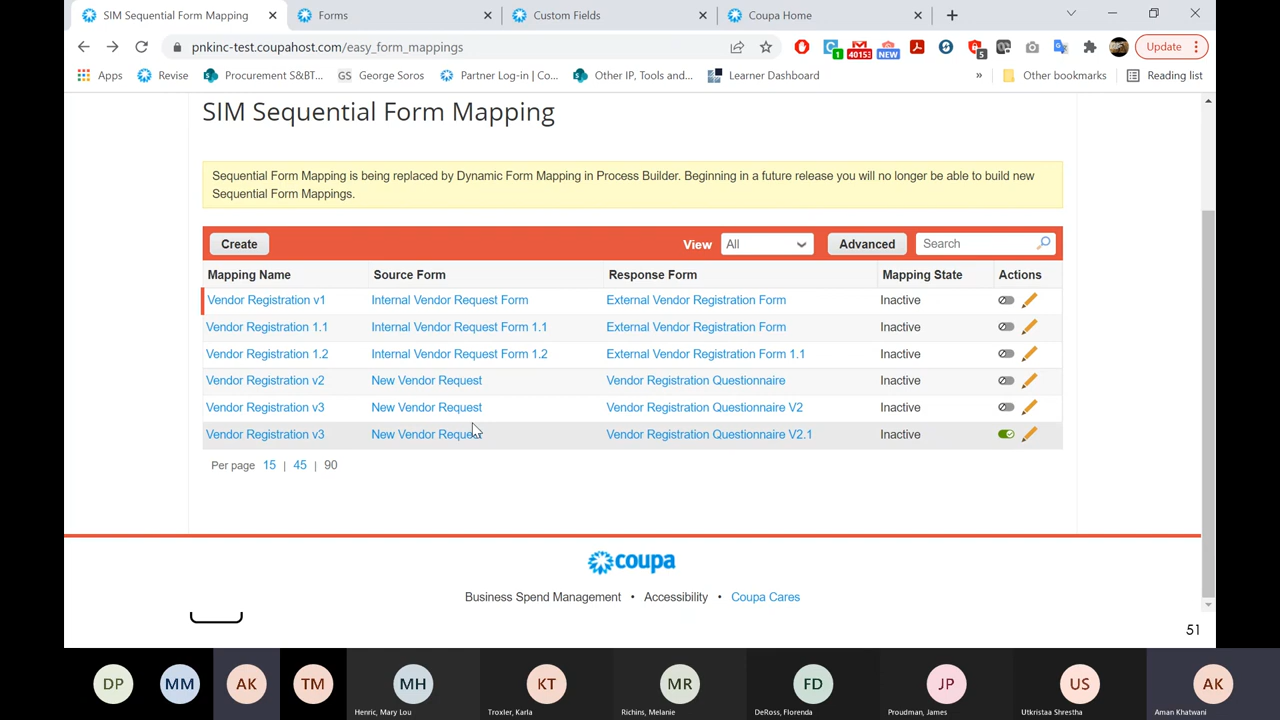 SIM Sequential Form Mapping
Forms
Custom Fields
Coupa Home
pnkinc-test.coupahost.com/easy_form_mappings
40153
NEW
1
5
Update
Apps
Revise
Procurement S&BT...
GS George Soros
Partner Log-in | Co...
Other IP, Tools and...
Learner Dashboard
»
Other bookmarks
Reading list
SIM Sequential Form Mapping
Sequential Form Mapping is being replaced by Dynamic Form Mapping in Process Builder. Beginning in a future release you will no longer be able to build new
Sequential Form Mappings.
Create
View
All
Advanced
Search
Mapping Name Source Form Response Form Mapping State Actions
Vendor Registration v1 Internal Vendor Request Form External Vendor Registration Form Inactive
Vendor Registration 1.1 Internal Vendor Request Form 1.1 External Vendor Registration Form Inactive
Vendor Registration 1.2 Internal Vendor Request Form 1.2 External Vendor Registration Form 1.1 Inactive
Vendor Registration v2 New Vendor Request Vendor Registration Questionnaire Inactive
Vendor Registration v3 New Vendor Request Vendor Registration Questionnaire V2 Inactive
Vendor Registration v3 New Vendor Request Vendor Registration Questionnaire V2.1 Inactive
Per page 15 | 45 | 90
coupa
Business Spend Management • Accessibility • Coupa Cares
51
DP
MM
AK
TM
MH
KT
MR
FD
JP
US
AK
Henric, Mary Lou
Troxler, Karla
Richins, Melanie
DeRoss, Florenda
Proudman, James
Utkristaa Shrestha
Aman Khatwani